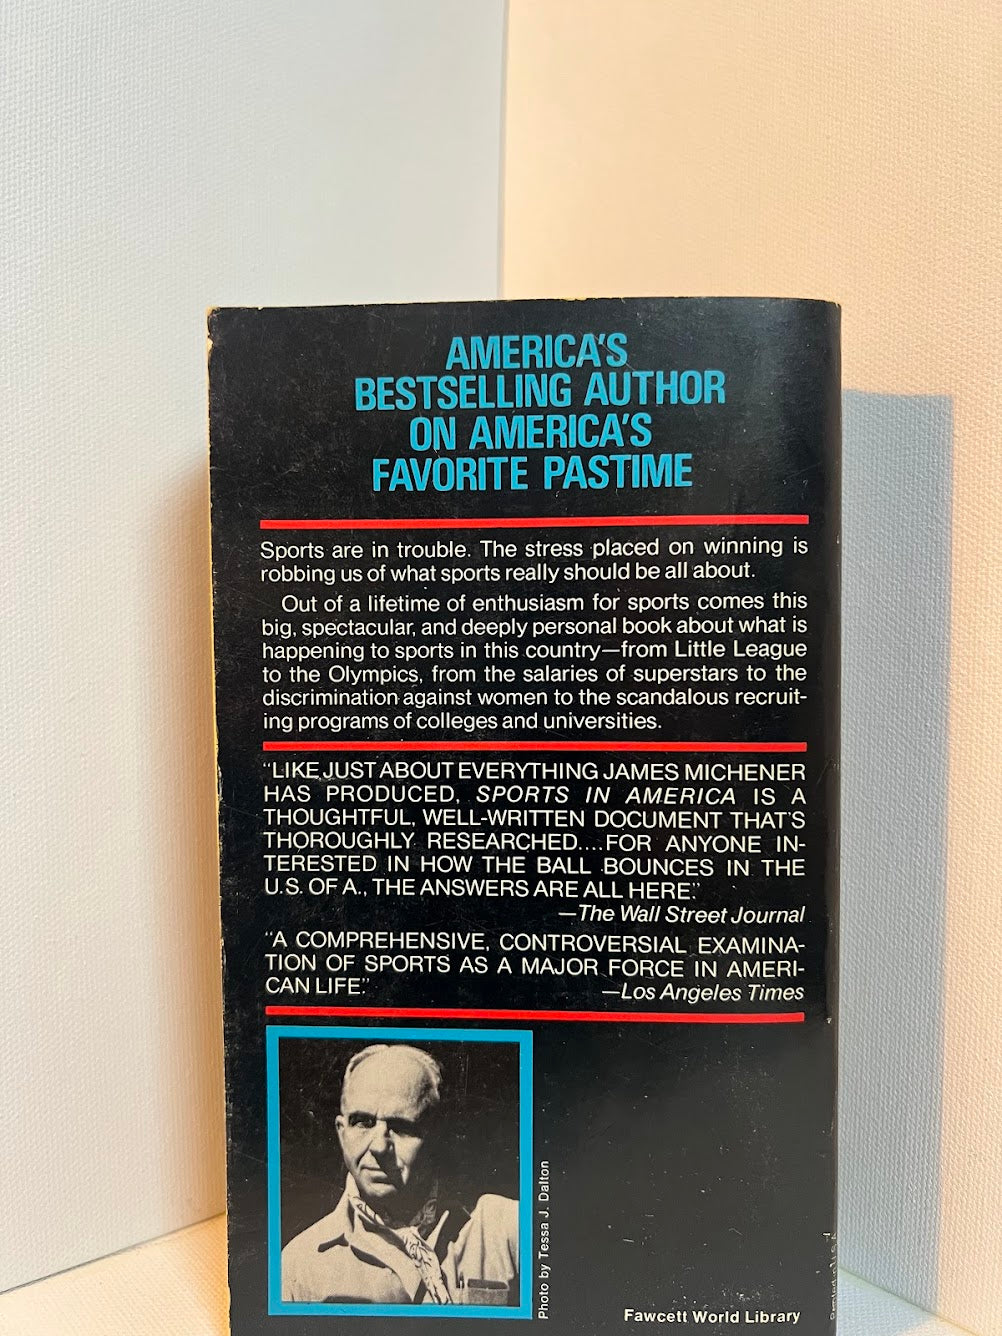 AMERICA'S
BESTSELLING AUTHOR
ON AMERICA'S
FAVORITE PASTIME
Sports are in trouble. The stress placed on winning is
robbing us of what sports really should be all about.
Out of a lifetime of enthusiasm for sports comes this
big, spectacular, and deeply personal book about what is
happening to sports in this country—from Little League
to the Olympics, from the salaries of superstars to the
discrimination against women to the scandalous recruit-
ing programs of colleges and universities.
"LIKE JUST ABOUT EVERYTHING JAMES MICHENER
HAS PRODUCED, SPORTS IN AMERICA IS A
THOUGHTFUL, WELL-WRITTEN DOCUMENT THAT'S
THOROUGHLY RESEARCHED....FOR ANYONE IN-
TERESTED IN HOW THE BALL BOUNCES IN THE
U.S. OF A., THE ANSWERS ARE ALL HERE."
—The Wall Street Journal
"A COMPREHENSIVE, CONTROVERSIAL EXAMINA-
TION OF SPORTS AS A MAJOR FORCE IN AMERI-
CAN LIFE."
—Los Angeles Times
Photo by Tessa J. Dalton
Fawcett World Library
Printed in U.S.A.